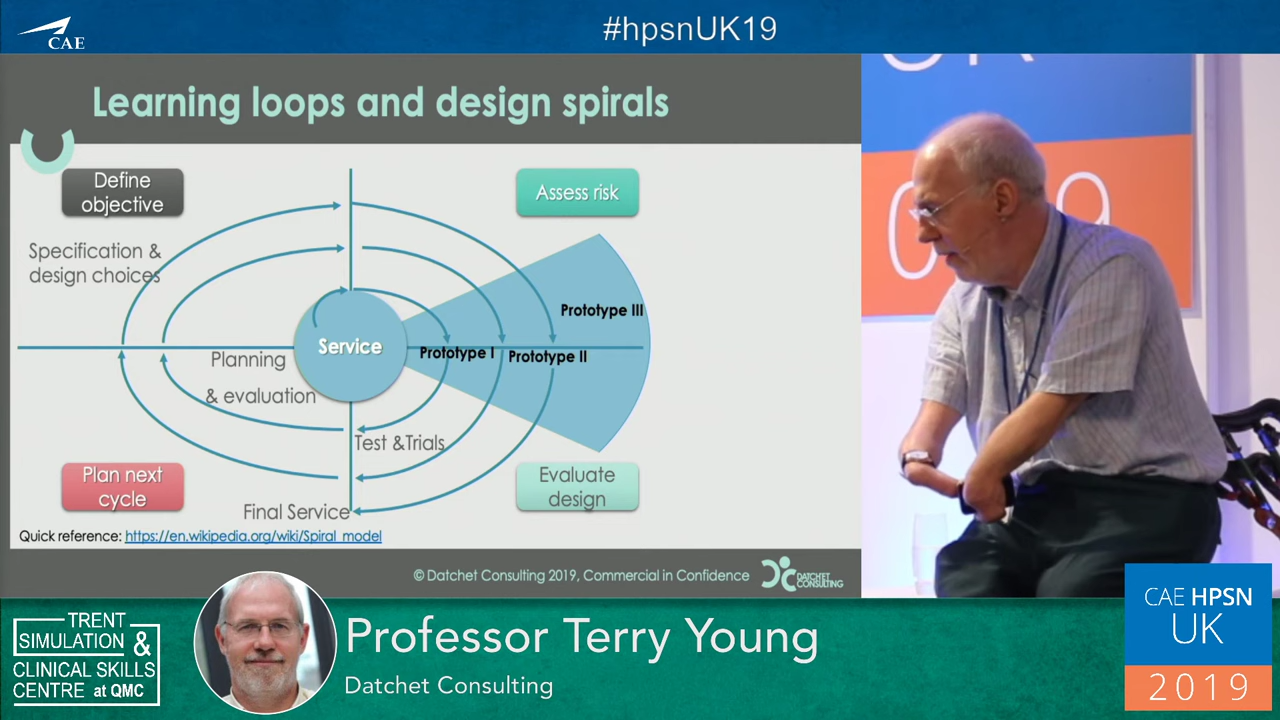 #hpsnUK19
CAE
Learning loops and design spirals
Define
objective
Assess risk
Specification &
design choices
Prototype III
Service
Planning
Prototype I
Prototype II
& evaluation
Test &Trials
Plan next
cycle
Evaluate
design
Final Service
Quick reference: https://en.wikipedia.org/wiki/Spiral_model
© Datchet Consulting 2019, Commercial in Confidence
DATCHET
CONSULTING
TRENT
SIMULATION &
CLINICAL SKILLS
CENTRE at QMC
Professor Terry Young
Datchet Consulting
CAE HPSN
UK
2019